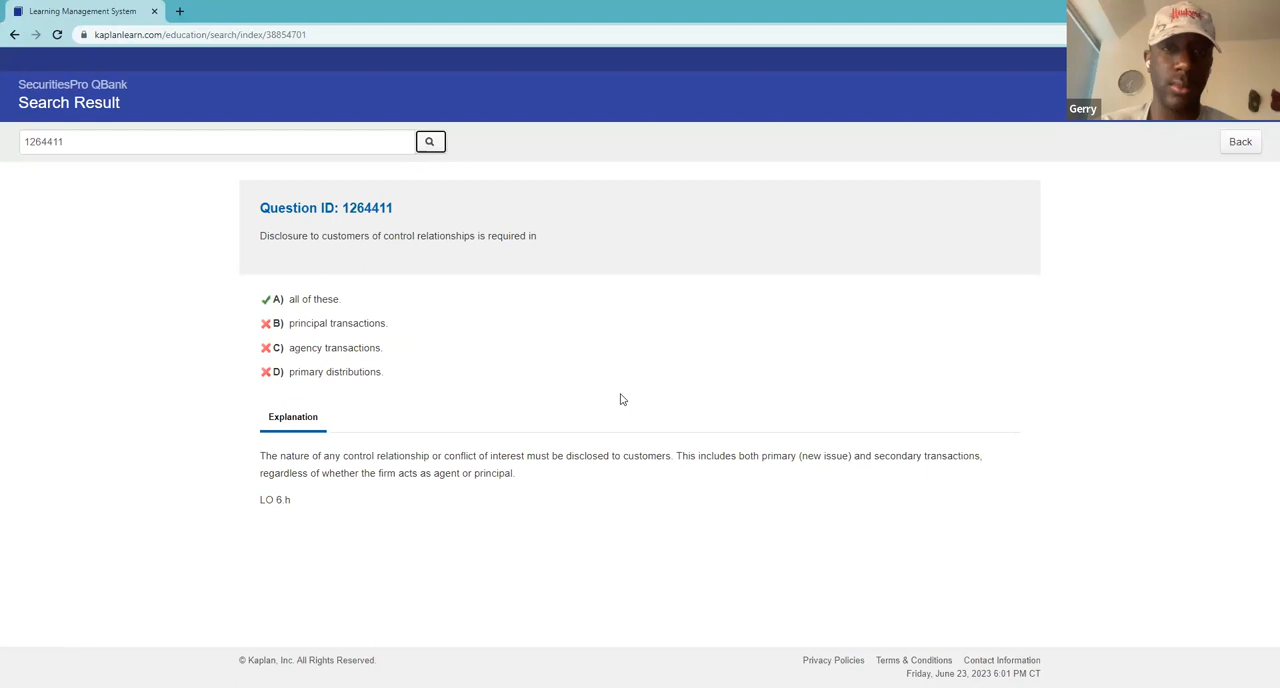 Learning Management System
kaplanlearn.com/education/search/index/38854701
SecuritiesPro QBank
Search Result
Gerry
1264411
Back
Question ID: 1264411
Disclosure to customers of control relationships is required in
A) all of these.
B) principal transactions.
C) agency transactions.
D) primary distributions.
Explanation
The nature of any control relationship or conflict of interest must be disclosed to customers. This includes both primary (new issue) and secondary transactions,
regardless of whether the firm acts as agent or principal.
LO 6.h
© Kaplan, Inc. All Rights Reserved.
Privacy Policies Terms & Conditions Contact Information
Friday, June 23, 2023 6:01 PM CT